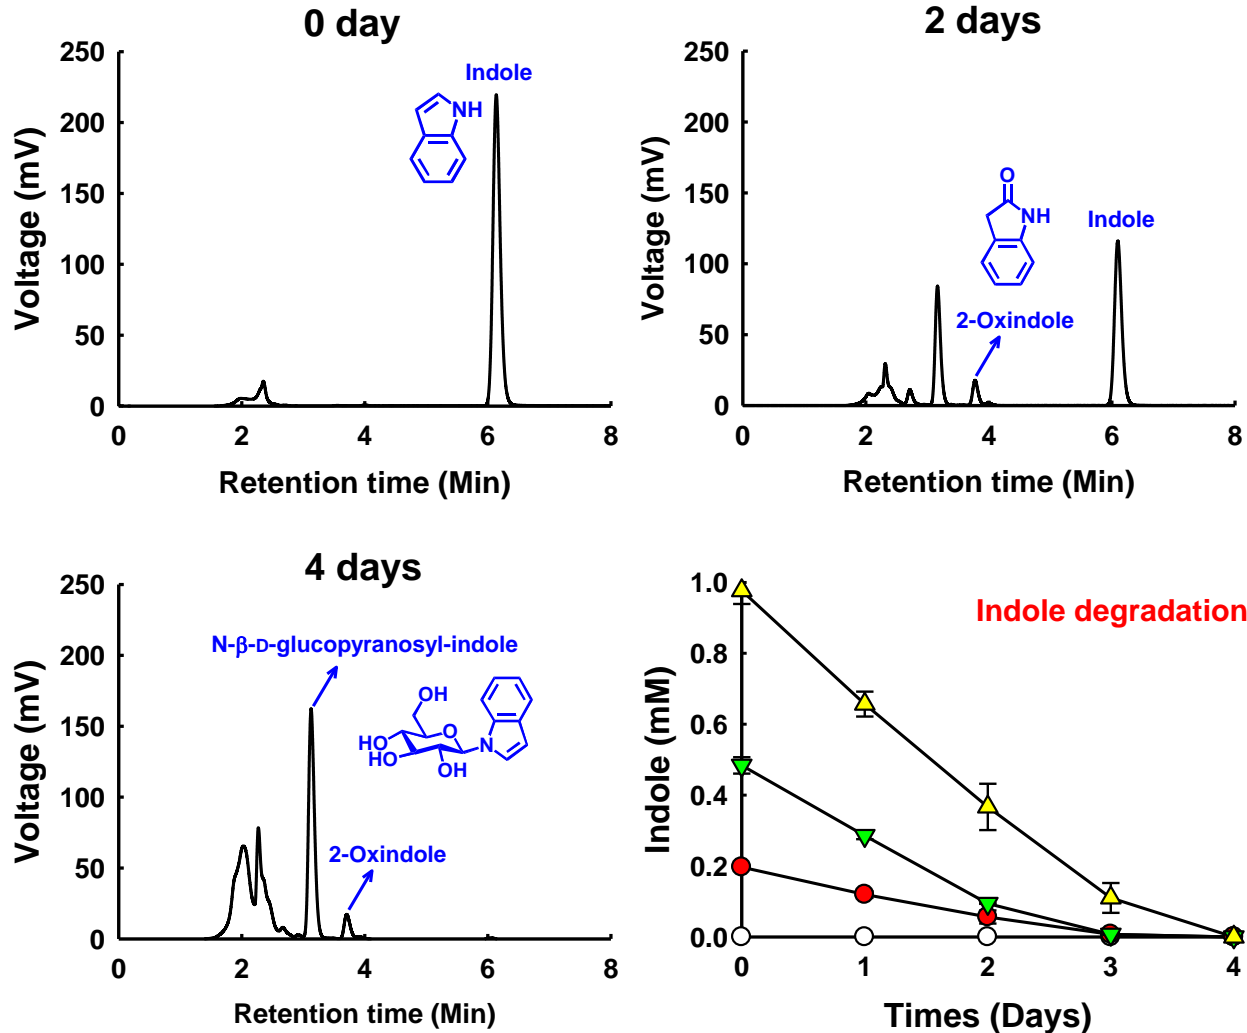 0 day
250
200
150
100
50
0
Voltage (mV)
Indole
NH
0 2 4 6 8
Retention time (Min)
2 days
250
200
150
100
50
0
Voltage (mV)
O
NH
Indole
2-Oxindole
0 2 4 6 8
Retention time (Min)
4 days
250
200
150
100
50
0
Voltage (mV)
N-β-D-glucopyranosyl-indole
OH
HO
O
N
HO
HO
OH
2-Oxindole
0 2 4 6 8
Retention time (Min)
Indole degradation
1.0
0.8
0.6
0.4
0.2
0.0
Indole (mM)
0 1 2 3 4
Times (Days)